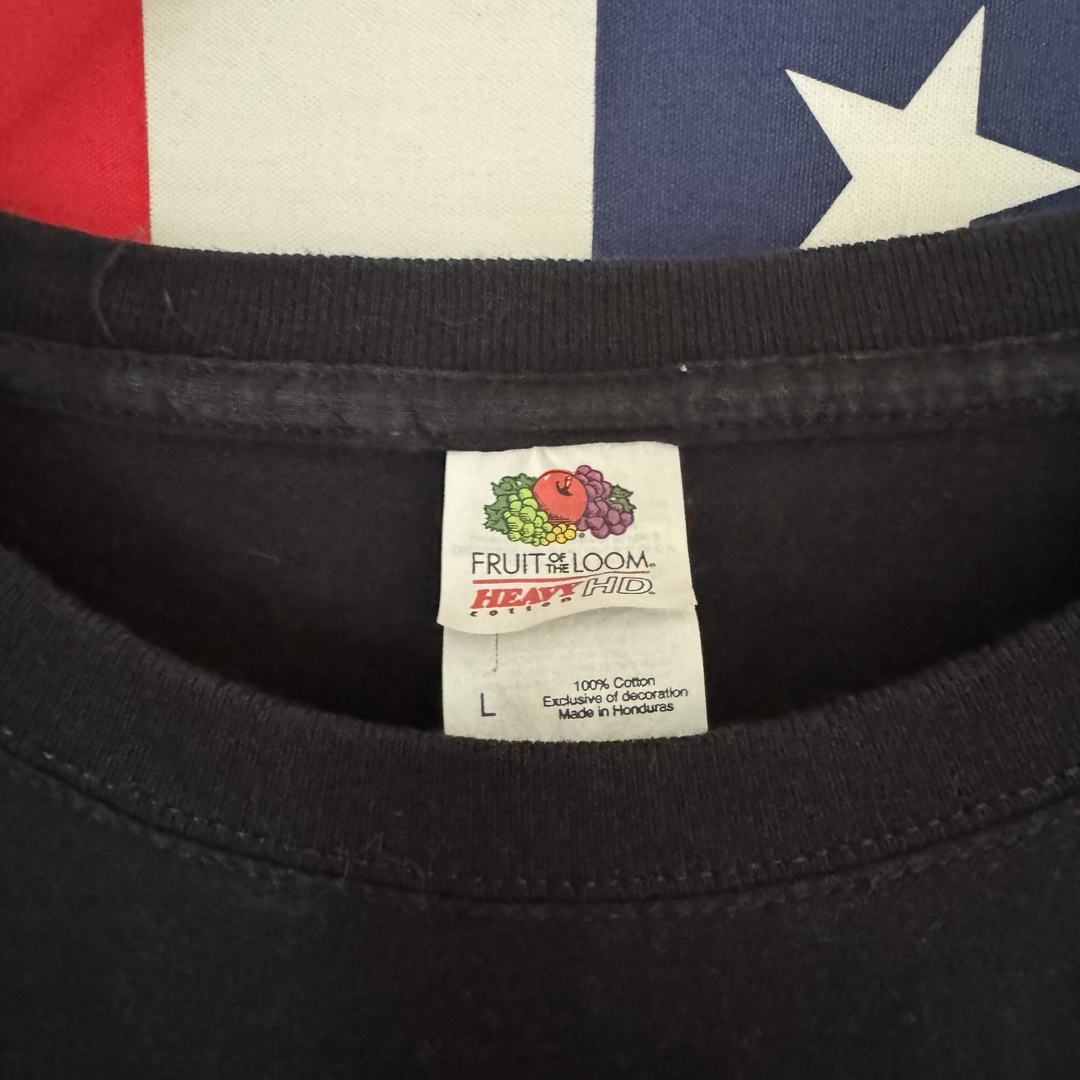 FRUIT OF THE LOOM
HEAVY HD
cotton
L
100% Cotton
Exclusive of decoration
Made in Honduras